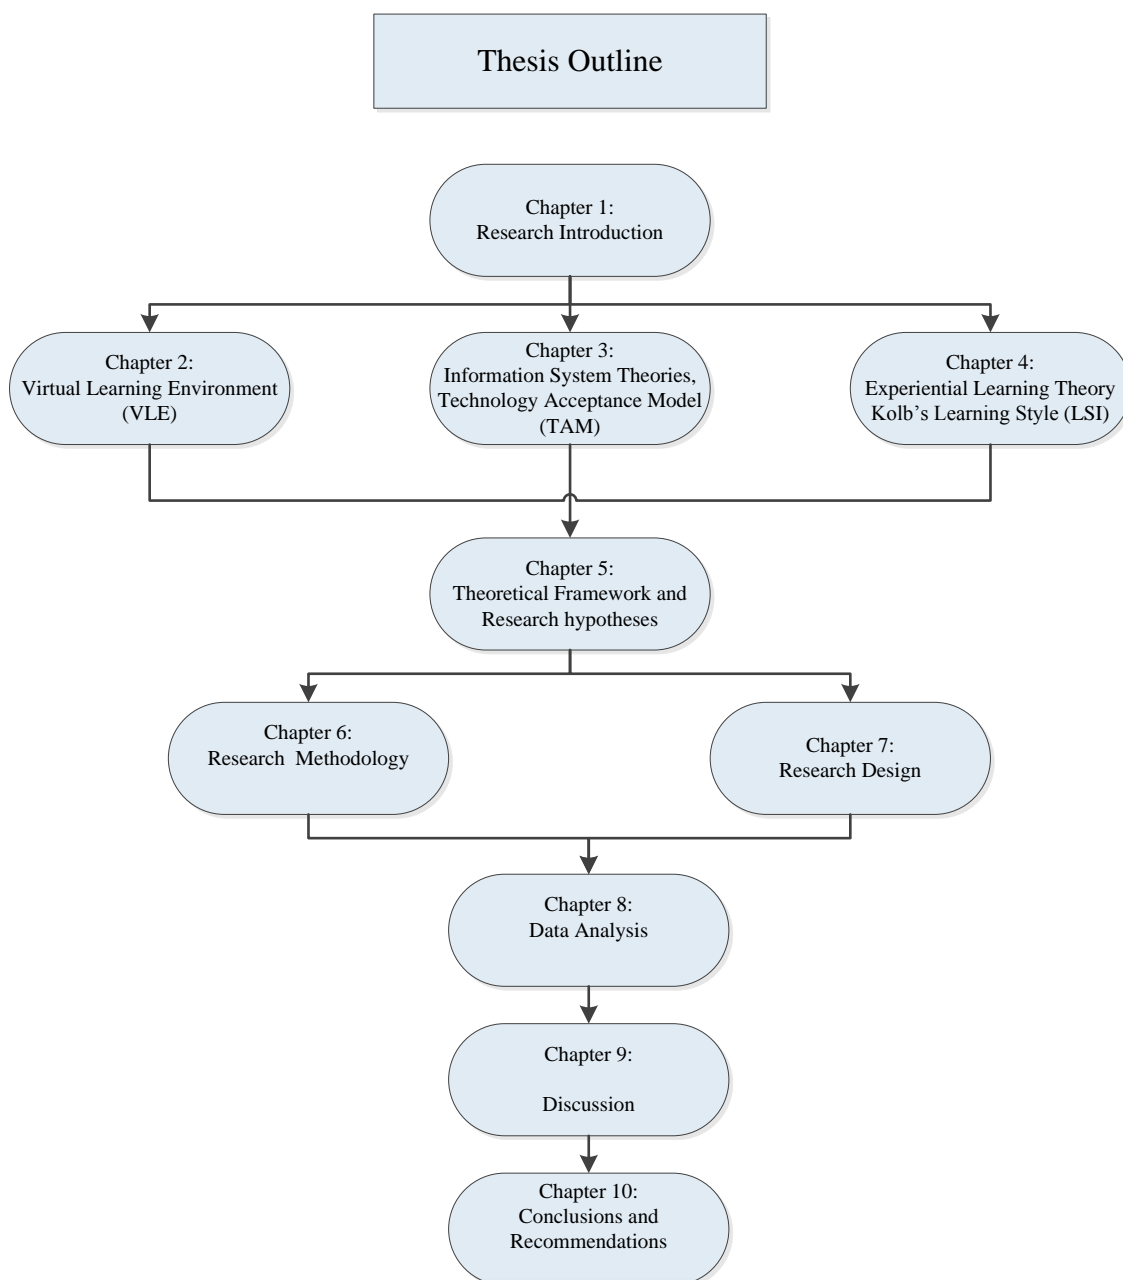 Thesis Outline
Chapter 1:
Research Introduction
Chapter 2:
Virtual Learning Environment
(VLE)
Chapter 3:
Information System Theories,
Technology Acceptance Model
(TAM)
Chapter 4:
Experiential Learning Theory
Kolb’s Learning Style (LSI)
Chapter 5:
Theoretical Framework and
Research hypotheses
Chapter 6:
Research  Methodology
Chapter 7:
Research Design
Chapter 8:
Data Analysis
Chapter 9:
Discussion
Chapter 10:
Conclusions and
Recommendations